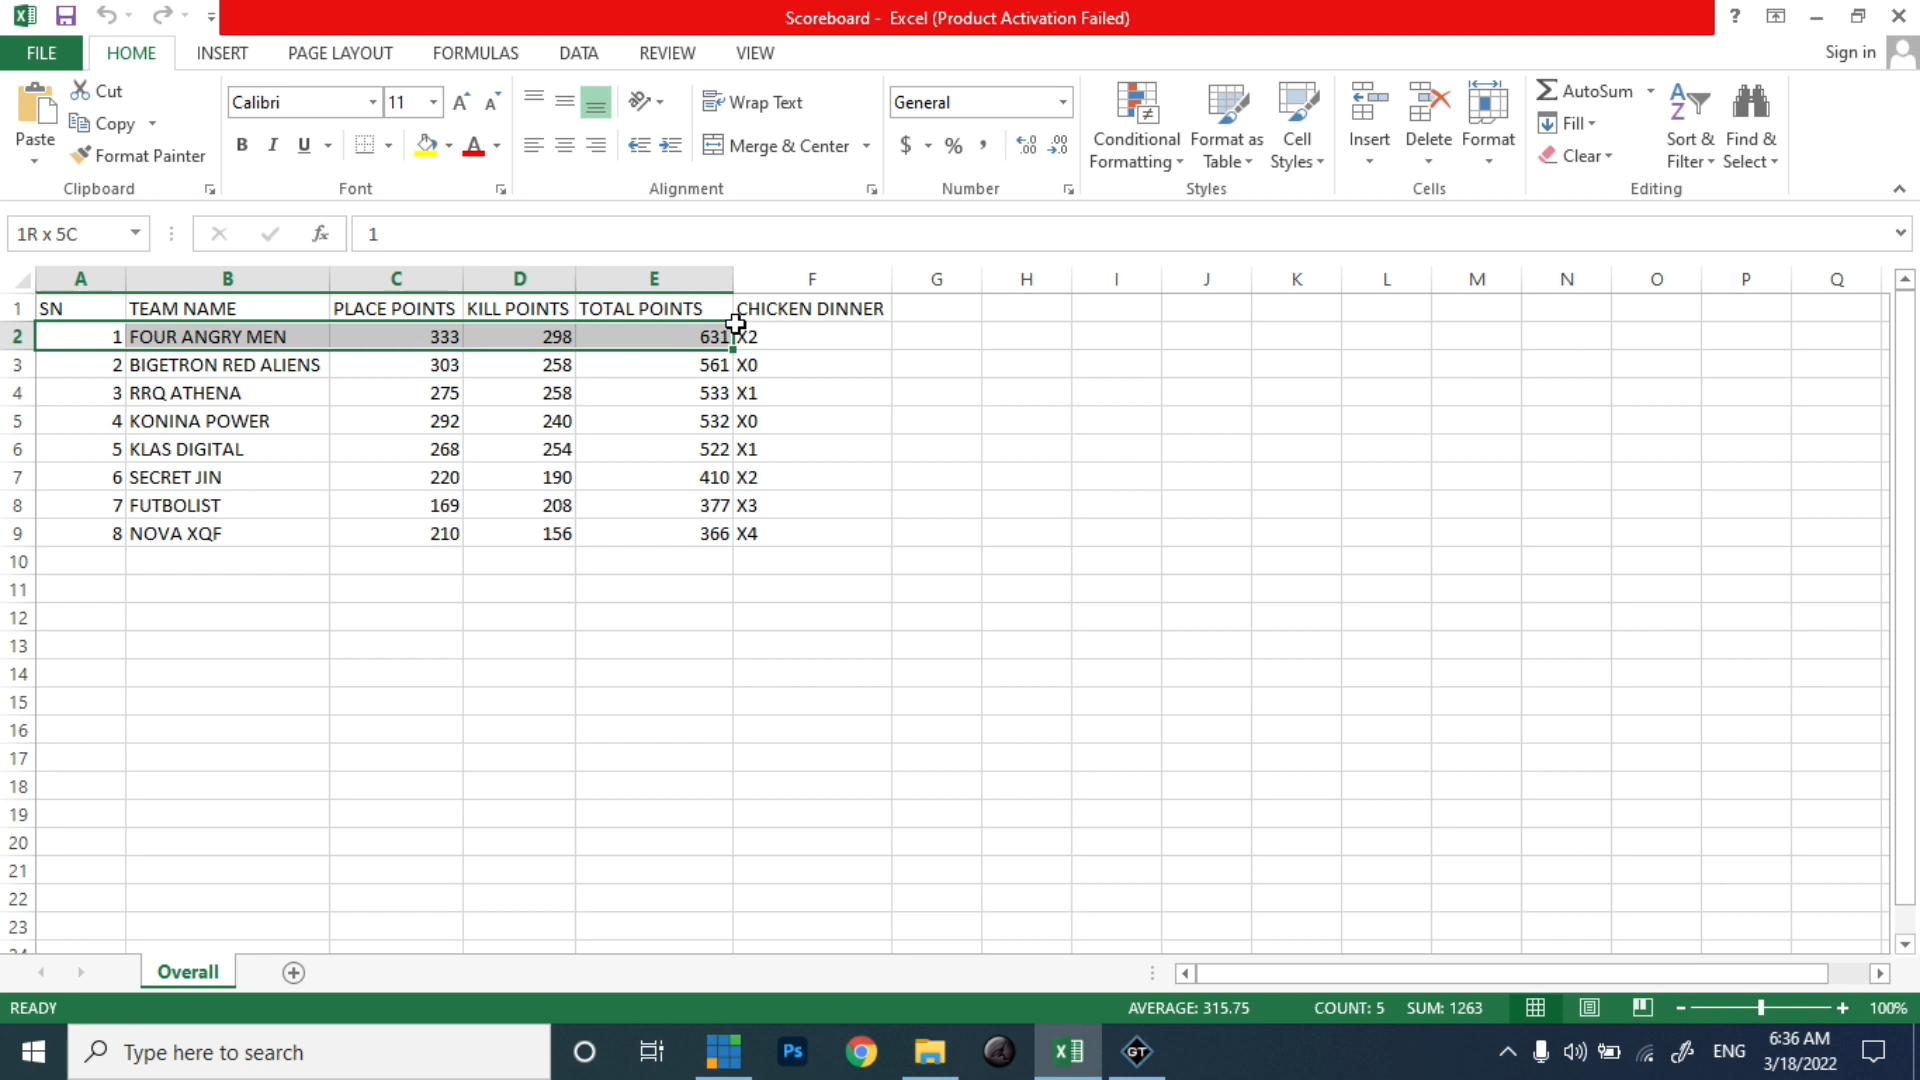 Scoreboard - Excel (Product Activation Failed)
?
FILE HOME INSERT PAGE LAYOUT FORMULAS DATA REVIEW VIEW Sign in
Paste Cut
Copy
Format Painter
Clipboard
Calibri 11
B I U A
Font
Wrap Text
Merge & Center
Alignment
General
$ % ,
Number
Conditional Formatting
Format as Table
Cell Styles
Styles
Insert Delete Format
Cells
AutoSum
Fill
Clear
Sort & Filter
Find & Select
Editing
1R x 5C fx 1
A B C D E F G H I J K L M N O P Q
1 SN TEAM NAME PLACE POINTS KILL POINTS TOTAL POINTS CHICKEN DINNER
2 1 FOUR ANGRY MEN 333 298 631 X2
3 2 BIGETRON RED ALIENS 303 258 561 X0
4 3 RRQ ATHENA 275 258 533 X1
5 4 KONINA POWER 292 240 532 X0
6 5 KLAS DIGITAL 268 254 522 X1
7 6 SECRET JIN 220 190 410 X2
8 7 FUTBOLIST 169 208 377 X3
9 8 NOVA XQF 210 156 366 X4
10
11
12
13
14
15
16
17
18
19
20
21
22
23
Overall
READY AVERAGE: 315.75 COUNT: 5 SUM: 1263 100%
Type here to search Ps GT ENG 6:36 AM
3/18/2022